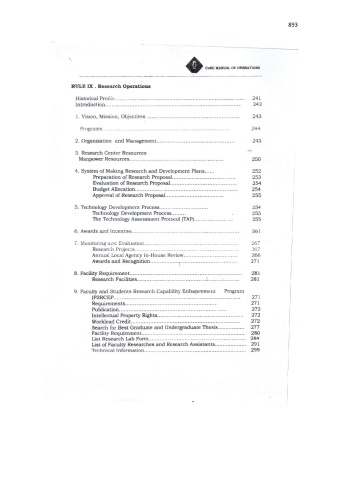 893
CvSU MANUAL OF OPERATIONS
RULE IX . Research Operations
Historical Profile 241
Introduction 242
1. Vision, Mission, Objectives 243
Programs 244
2. Organization and Management 245
3. Research Center Resources
Manpower Resources 250
4. System of Making Research and Development Plans 252
Preparation of Research Proposal 253
Evaluation of Research Proposal 254
Budget Allocation 254
Approval of Research Proposal 255
5. Technology Development Process 254
Technology Development Process 255
The Technology Assessment Protocol (TAP) 255
6. Awards and Incentive 261
7. Monitoring and Evaluation 267
Research Projects 267
Annual Local Agency in-House Review 266
Awards and Recognition 271
8. Facility Requirement 281
Research Facilities 281
9. Faculty and Students Research Capability Enhancement Program
(FSRCEP 271
Requirements 271
Publication 272
Intellectual Property Rights 272
Workload Credit 272
Search for Best Graduate and Undergraduate Thesis 277
Facility Requirement 280
List Research Lab Form 284
List of Faculty Researches and Research Assistants 291
Technical Information 299